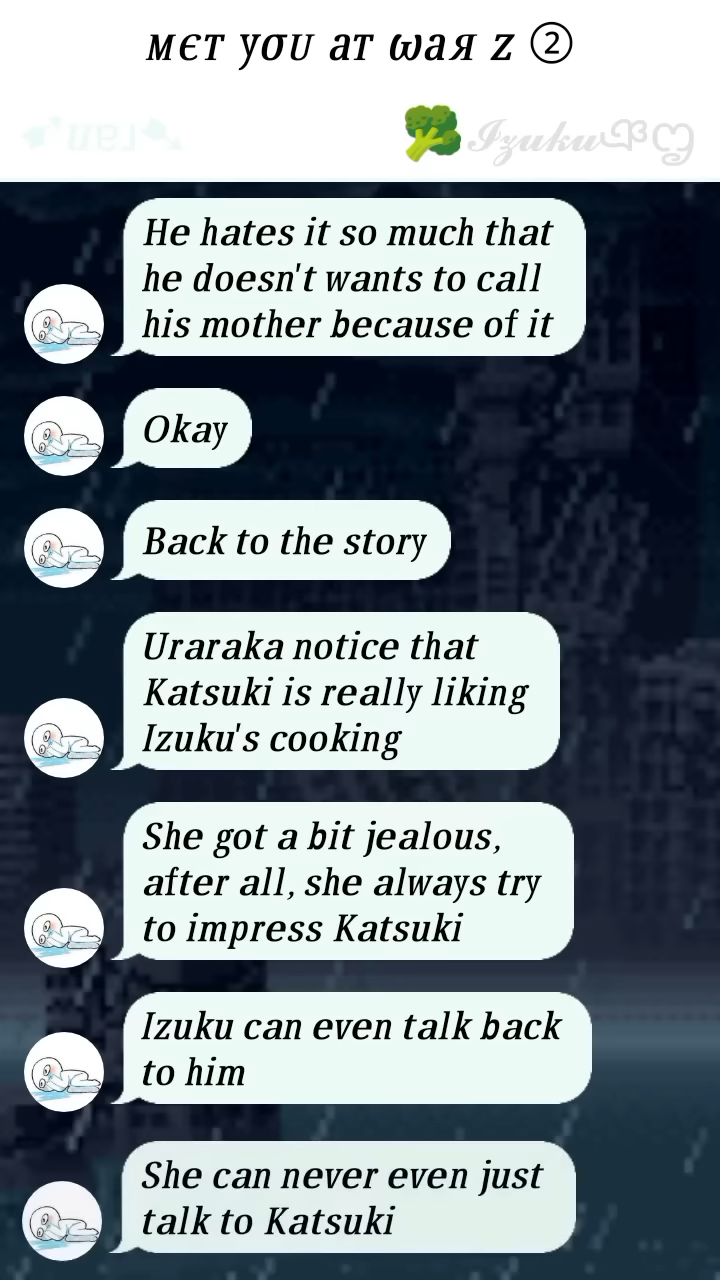 мєт yσυ aт ωaя z ②
Izuku
He hates it so much that
he doesn't wants to call
his mother because of it
Okay
Back to the story
Uraraka notice that
Katsuki is really liking
Izuku's cooking
She got a bit jealous,
after all, she always try
to impress Katsuki
Izuku can even talk back
to him
She can never even just
talk to Katsuki